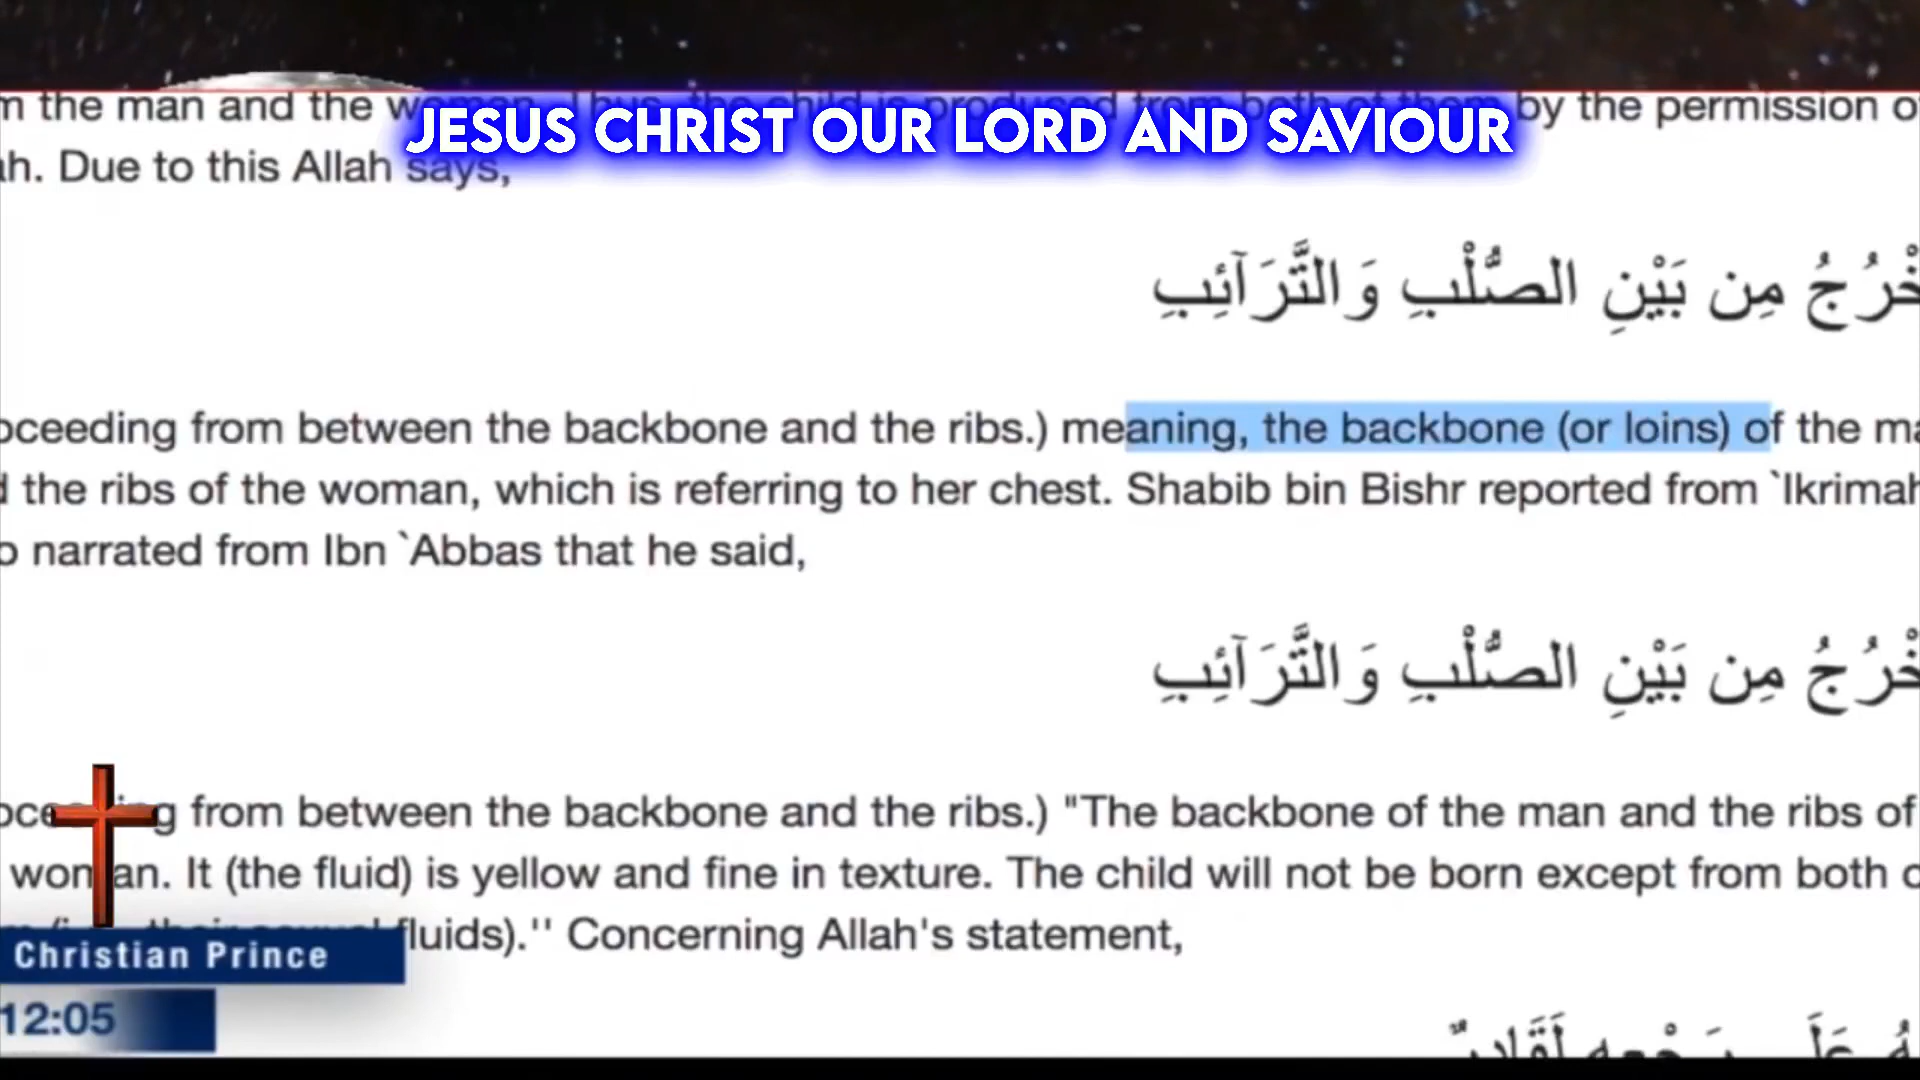 JESUS CHRIST OUR LORD AND SAVIOUR
the man and the by the permission
Due to this Allah says,
مِن بَيْنِ الصُّلْبِ وَالتَّرَآئِبِ
from between the backbone and the ribs.) meaning, the backbone (or loins) of the
the ribs of the woman, which is referring to her chest. Shabib bin Bishr reported from `Ikrimah
narrated from Ibn `Abbas that he said,
مِن بَيْنِ الصُّلْبِ وَالتَّرَآئِبِ
from between the backbone and the ribs.) "The backbone of the man and the ribs of
woman. It (the fluid) is yellow and fine in texture. The child will not be born except from both
fluids).'' Concerning Allah's statement,
Christian Prince
12:05